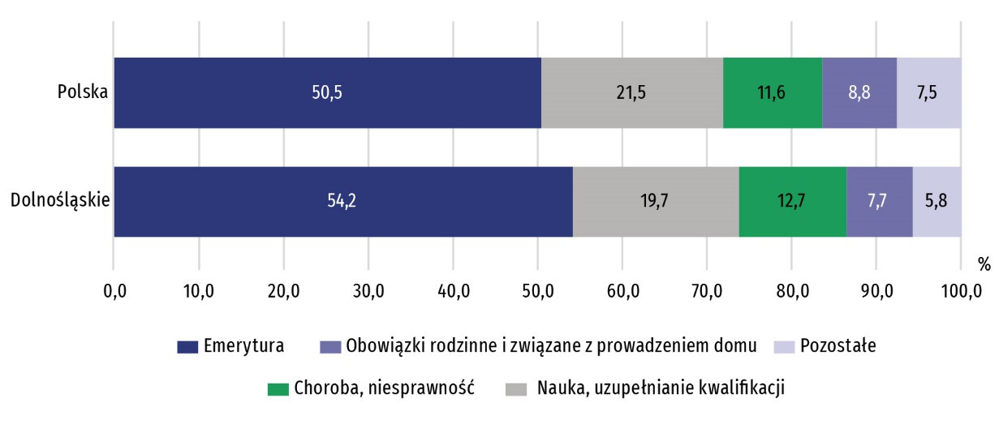 Polska 50,5 21,5 11,6 8,8 7,5
Dolnośląskie 54,2 19,7 12,7 7,7 5,8
%
0,0 10,0 20,0 30,0 40,0 50,0 60,0 70,0 80,0 90,0 100,0
Emerytura Obowiązki rodzinne i związane z prowadzeniem domu Pozostałe
Choroba, niesprawność Nauka, uzupełnianie kwalifikacji